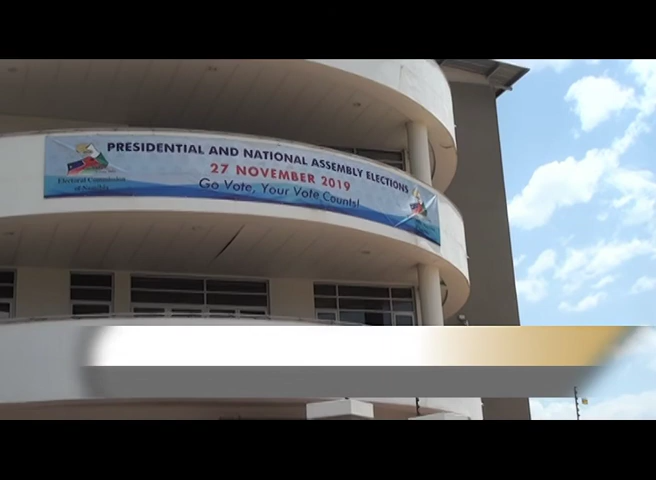 PRESIDENTIAL AND NATIONAL ASSEMBLY ELECTIONS
27 NOVEMBER 2019
Go Vote, Your Vote Counts!
Electoral Commission
of Namibia